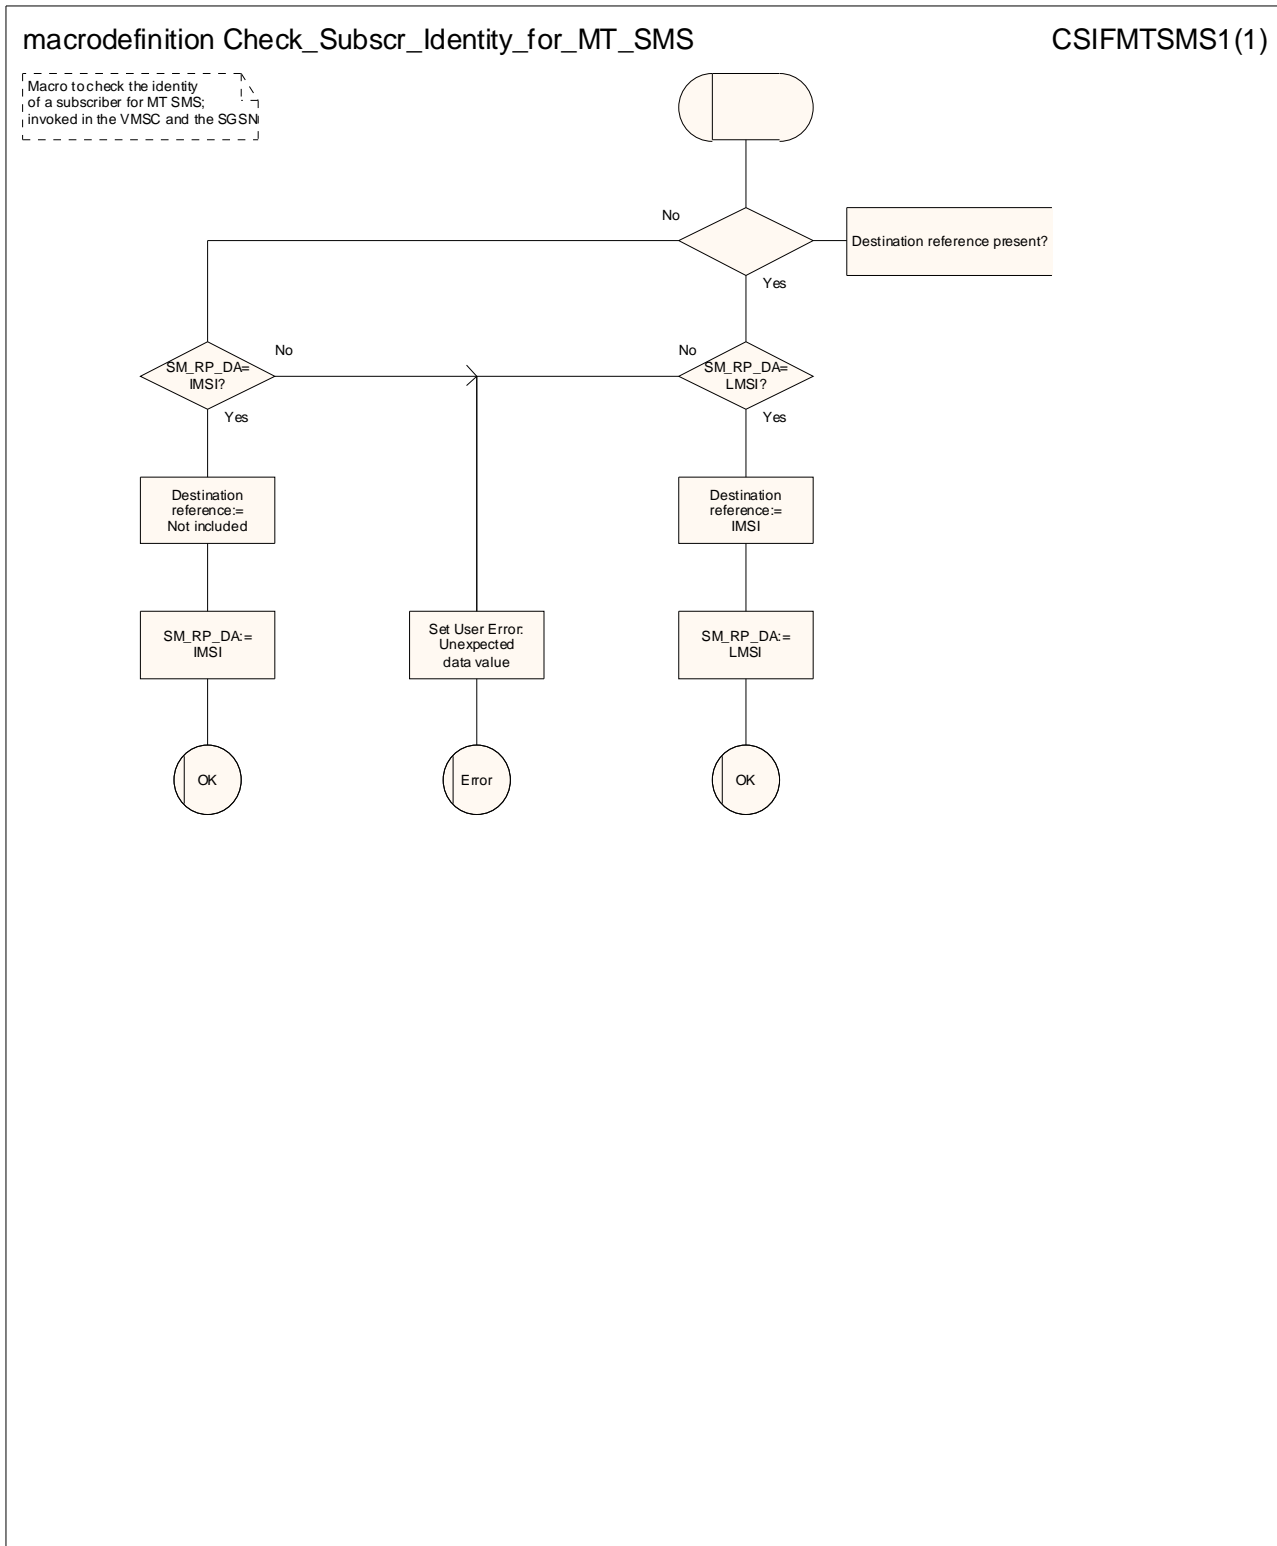 macrodefinition Check_Subscr_Identity_for_MT_SMS
CSIFMTSMS1(1)
Macro to check the identity
of a subscriber for MT SMS;
invoked in the VMSC and the SGSN
No
Destination reference present?
Yes
SM_RP_DA=
IMSI?
No
Yes
No
SM_RP_DA=
LMSI?
Yes
Destination
reference:=
Not included
Destination
reference:=
IMSI
SM_RP_DA:=
IMSI
Set User Error:
Unexpected
data value
SM_RP_DA:=
LMSI
OK
Error
OK